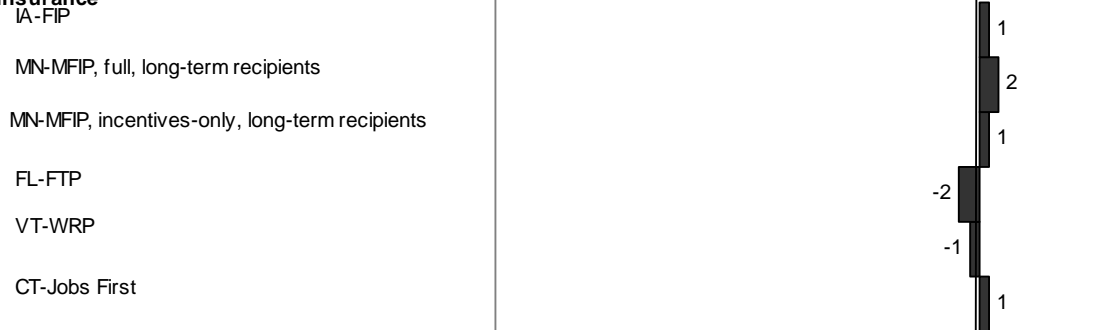 Insurance
IA-FIP
1
MN-MFIP, full, long-term recipients
2
MN-MFIP, incentives-only, long-term recipients
1
FL-FTP
-2
VT-WRP
-1
CT-Jobs First
1